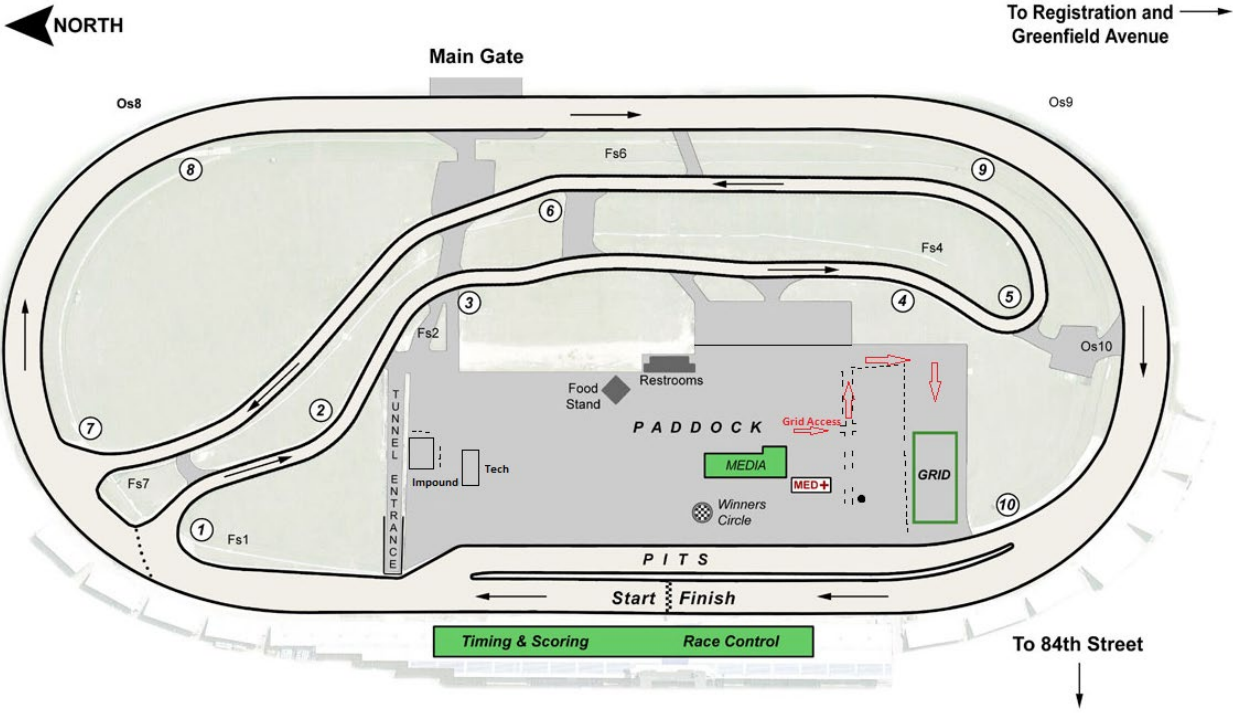 NORTH
To Registration and
Greenfield Avenue
Main Gate
Os8
Os9
Fs6
8
9
6
Fs4
3
4
5
Fs2
Os10
Restrooms
Food
Stand
2
TUNNEL ENTRANCE
7
Grid Access
PADDOCK
MEDIA
Tech
Impound
Fs7
MED+
GRID
Winners
Circle
10
1
Fs1
PITS
Start Finish
Timing & Scoring
Race Control
To 84th Street